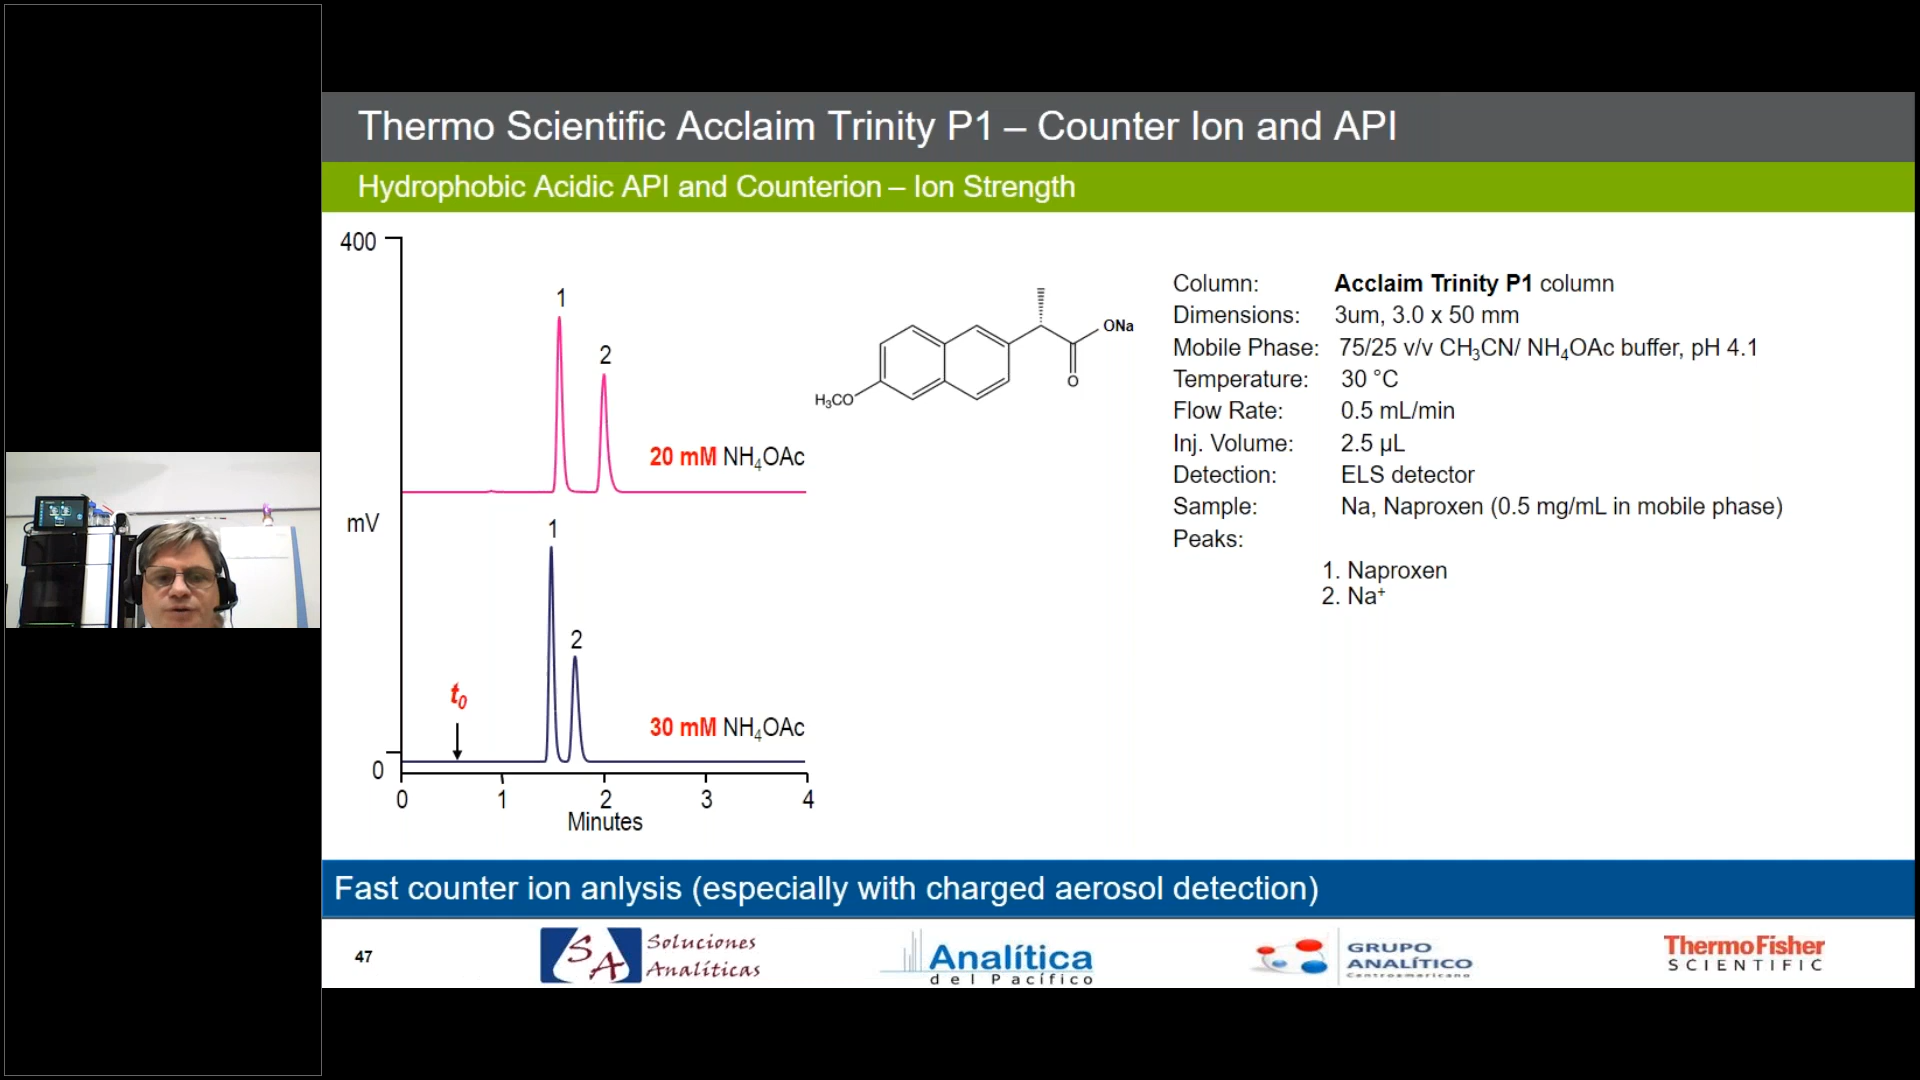 Thermo Scientific Acclaim Trinity P1 – Counter Ion and API
Hydrophobic Acidic API and Counterion – Ion Strength
400
1
2
20 mM NH₄OAc
mV
1
2
t₀
30 mM NH₄OAc
0
0 1 2 3 4
Minutes
ONa
O
H₃CO
Column: Acclaim Trinity P1 column
Dimensions: 3um, 3.0 x 50 mm
Mobile Phase: 75/25 v/v CH₃CN/ NH₄OAc buffer, pH 4.1
Temperature: 30 °C
Flow Rate: 0.5 mL/min
Inj. Volume: 2.5 µL
Detection: ELS detector
Sample: Na, Naproxen (0.5 mg/mL in mobile phase)
Peaks:
1. Naproxen
2. Na⁺
Fast counter ion anlysis (especially with charged aerosol detection)
47
SA
Soluciones
Analíticas
Analítica
del Pacífico
GRUPO
ANALÍTICO
Centroamericano
ThermoFisher
SCIENTIFIC